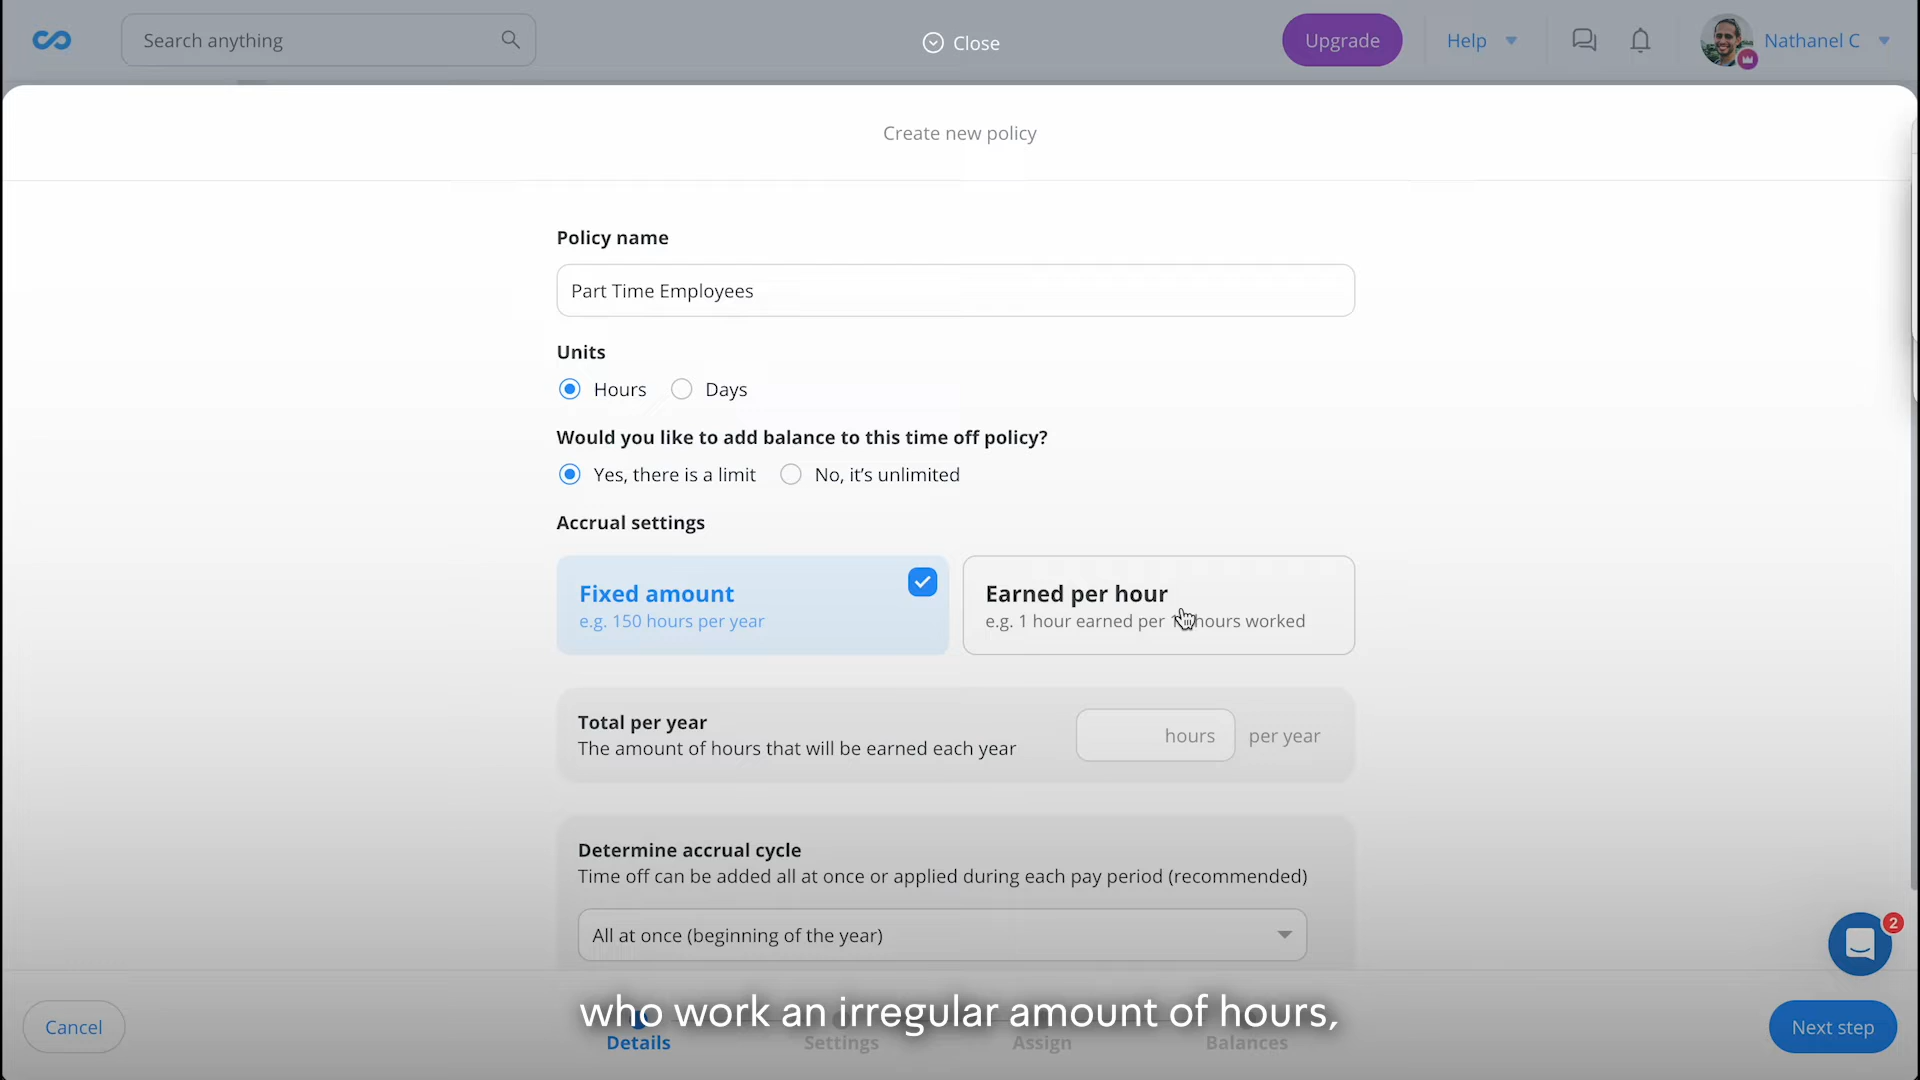 Search anything
Close
Upgrade
Help
Nathanel C
Create new policy
Policy name
Part Time Employees
Units
Hours
Days
Would you like to add balance to this time off policy?
Yes, there is a limit
No, it's unlimited
Accrual settings
Fixed amount
e.g. 150 hours per year
Earned per hour
e.g. 1 hour earned per hours worked
Total per year
The amount of hours that will be earned each year
hours
per year
Determine accrual cycle
Time off can be added all at once or applied during each pay period (recommended)
All at once (beginning of the year)
2
who work an irregular amount of hours,
Cancel
Details
Settings
Assign
Balances
Next step